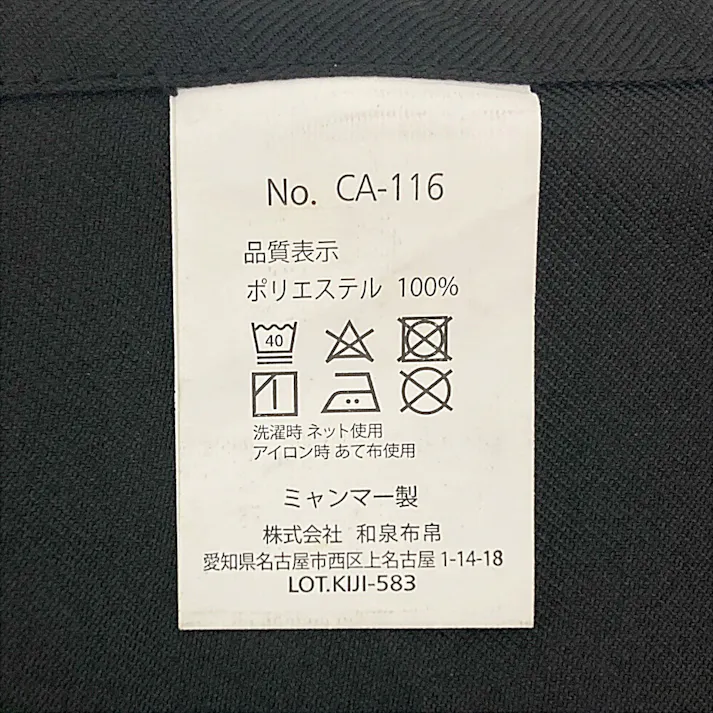 No. CA-116
品質表示
ポリエステル 100%
40
洗濯時 ネット使用
アイロン時 あて布使用
ミャンマー製
株式会社 和泉布帛
愛知県名古屋市西区上名古屋 1-14-18
LOT.KIJI-583